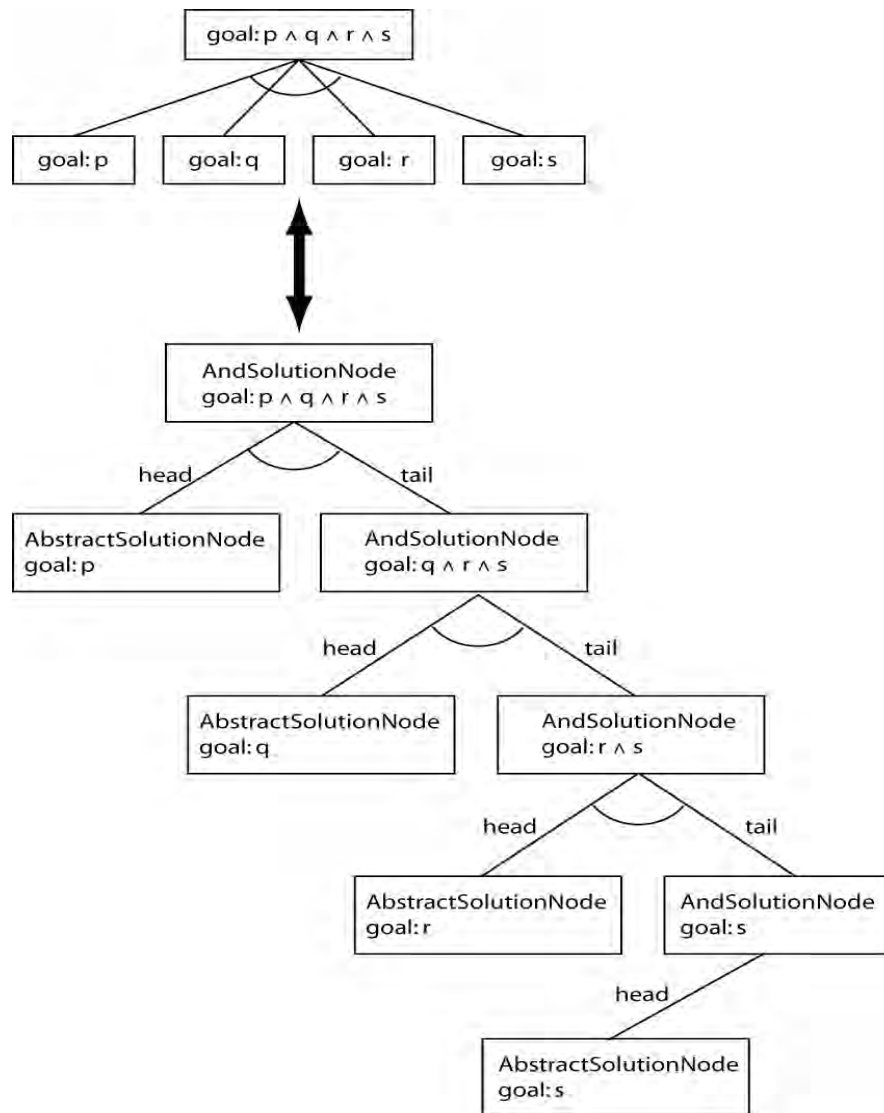 goal: p ∧ q ∧ r ∧ s
goal: p
goal: q
goal: r
goal: s
AndSolutionNode
goal: p ∧ q ∧ r ∧ s
head
tail
AbstractSolutionNode
goal: p
AndSolutionNode
goal: q ∧ r ∧ s
head
tail
AbstractSolutionNode
goal: q
AndSolutionNode
goal: r ∧ s
head
tail
AbstractSolutionNode
goal: r
AndSolutionNode
goal: s
head
AbstractSolutionNode
goal: s